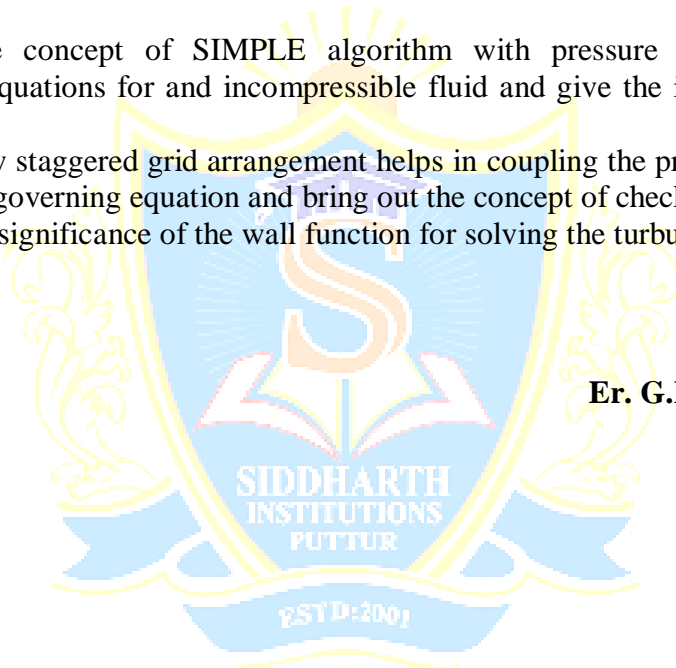 concept of SIMPLE algorithm with pressure
quations for and incompressible fluid and give the i
y staggered grid arrangement helps in coupling the pr
governing equation and bring out the concept of chec
significance of the wall function for solving the turbu
Er. G.
S
SIDDHARTH
INSTITUTIONS
PUTTUR
ESTD:2001